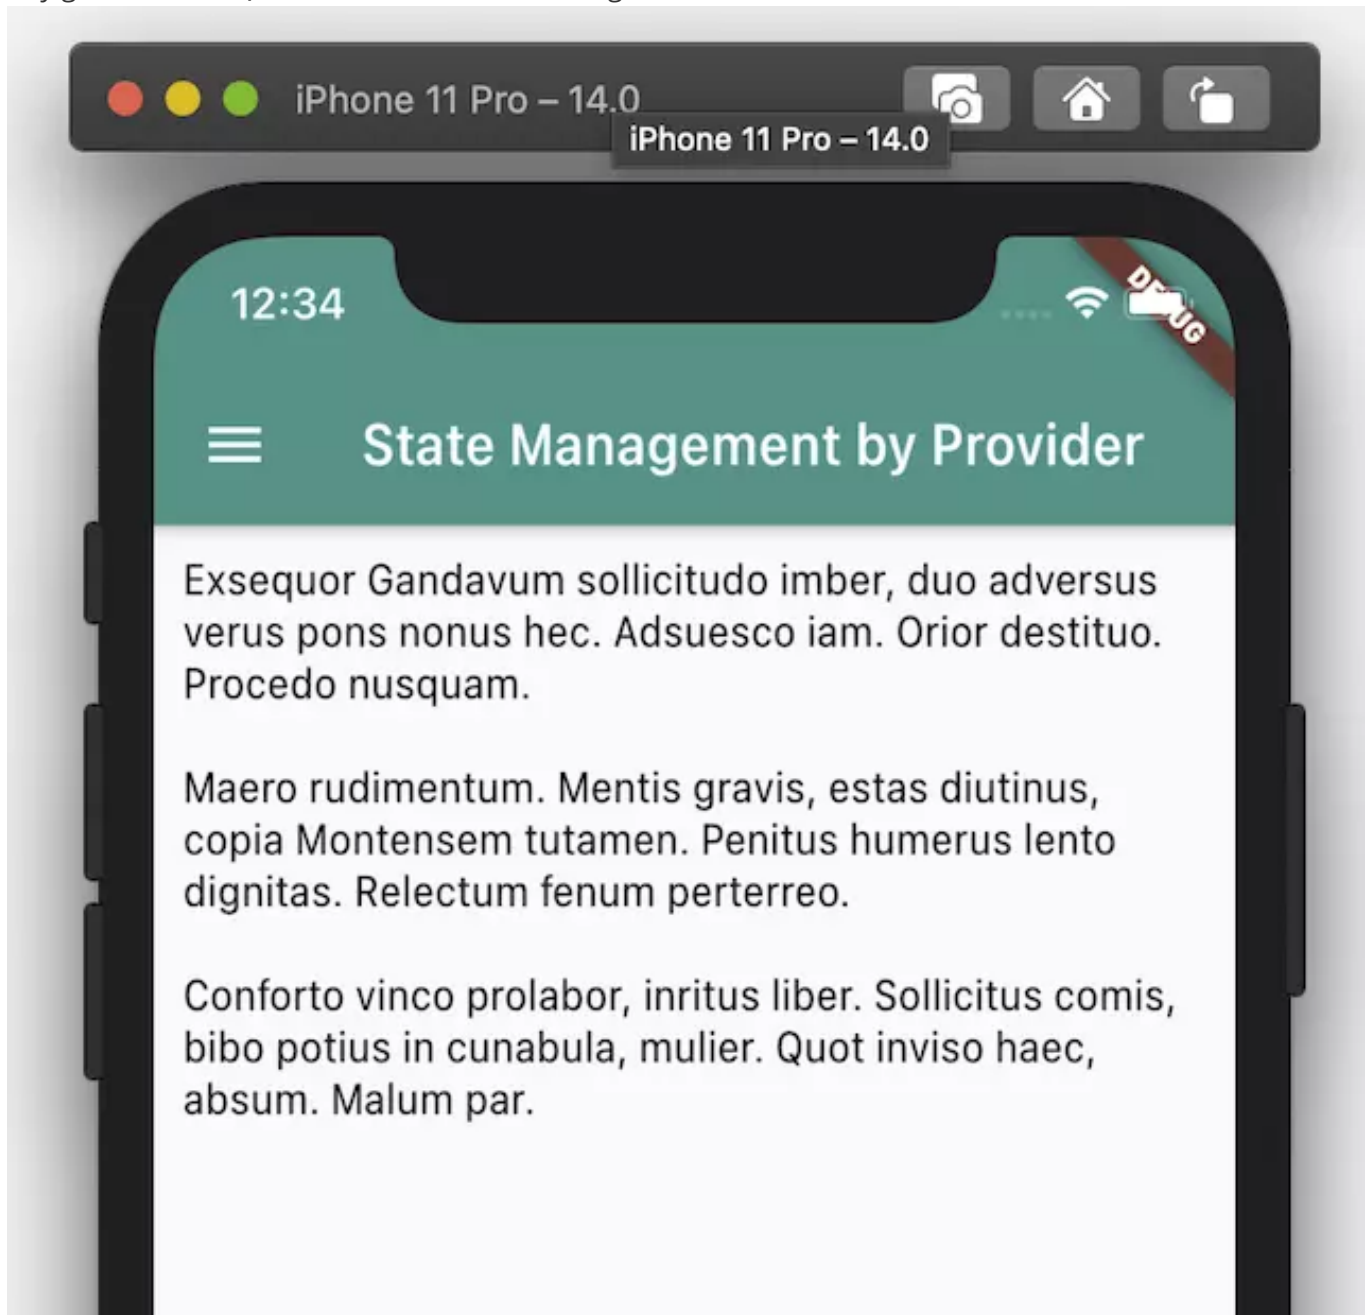 iPhone 11 Pro – 14.0
iPhone 11 Pro – 14.0
12:34
DEBUG
State Management by Provider
Exsequor Gandavum sollicitudo imber, duo adversus
verus pons nonus hec. Adsuesco iam. Orior destituo.
Procedo nusquam.
Maero rudimentum. Mentis gravis, estas diutinus,
copia Montensem tutamen. Penitus humerus lento
dignitas. Relectum fenum perterreo.
Conforto vinco prolabor, inritus liber. Sollicitus comis,
bibo potius in cunabula, mulier. Quot inviso haec,
absum. Malum par.